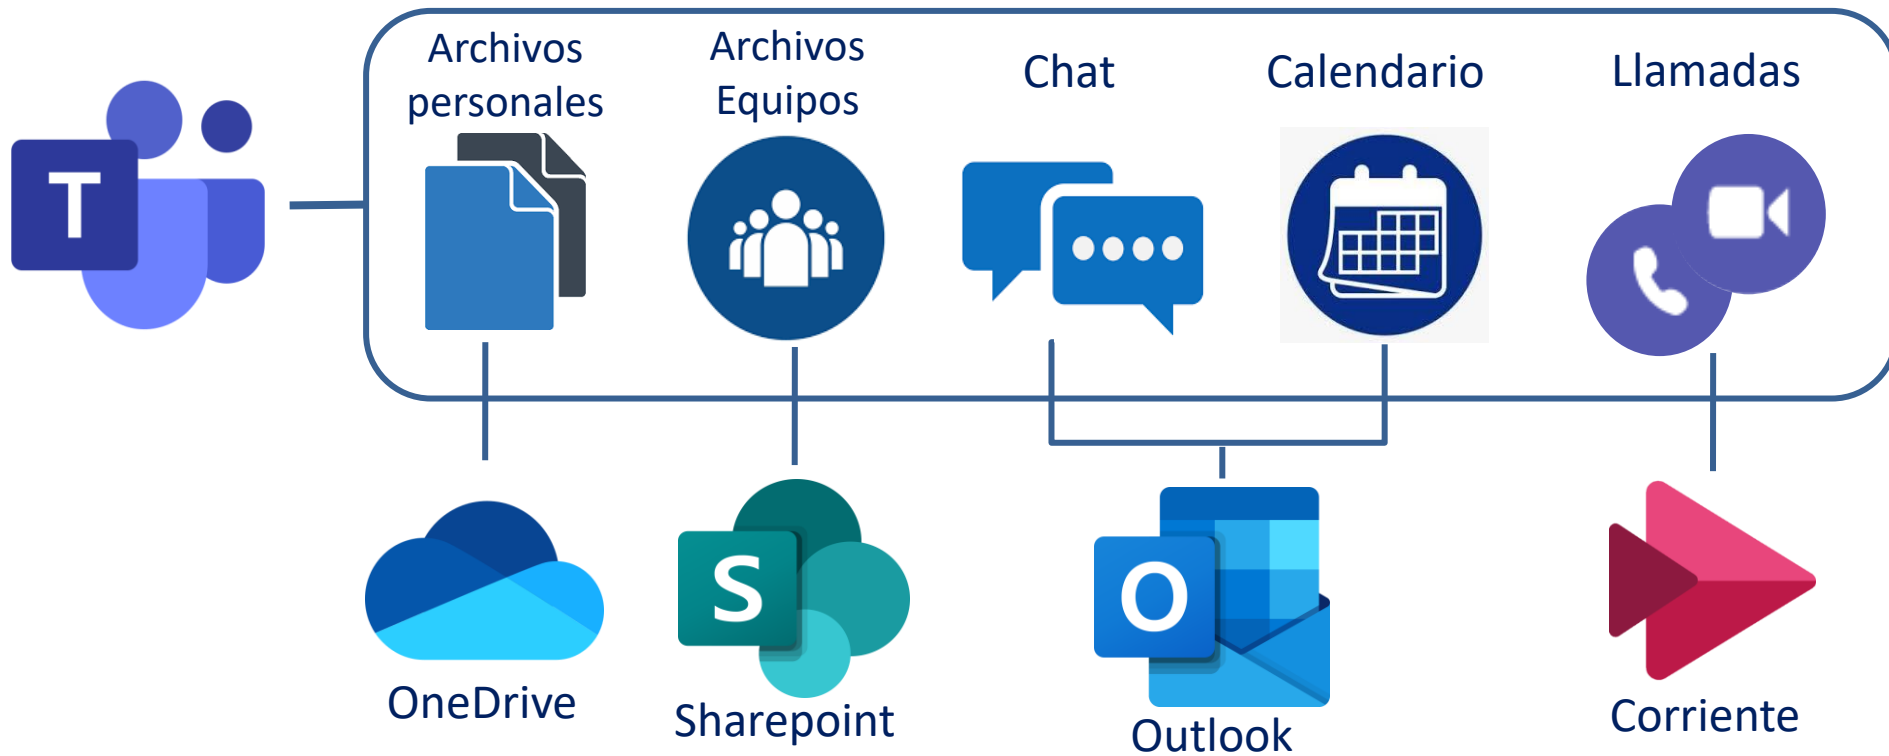 Archivos
personales
Archivos
Equipos
Chat
Calendario
Llamadas
T
S
O
OneDrive
Sharepoint
Outlook
Corriente